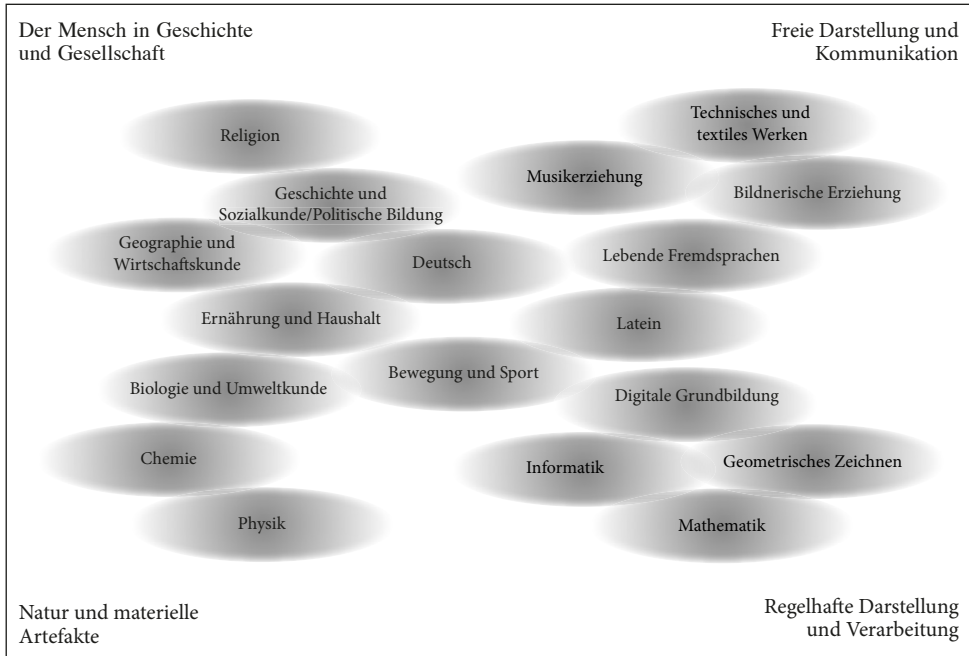 Der Mensch in Geschichte
und Gesellschaft
Freie Darstellung und
Kommunikation
Religion
Technisches und
textiles Werken
Musikerziehung
Bildnerische Erziehung
Geschichte und
Sozialkunde/Politische Bildung
Geographie und
Wirtschaftskunde
Deutsch
Lebende Fremdsprachen
Ernährung und Haushalt
Latein
Bewegung und Sport
Biologie und Umweltkunde
Digitale Grundbildung
Chemie
Informatik
Geometrisches Zeichnen
Physik
Mathematik
Natur und materielle
Artefakte
Regelhafte Darstellung
und Verarbeitung